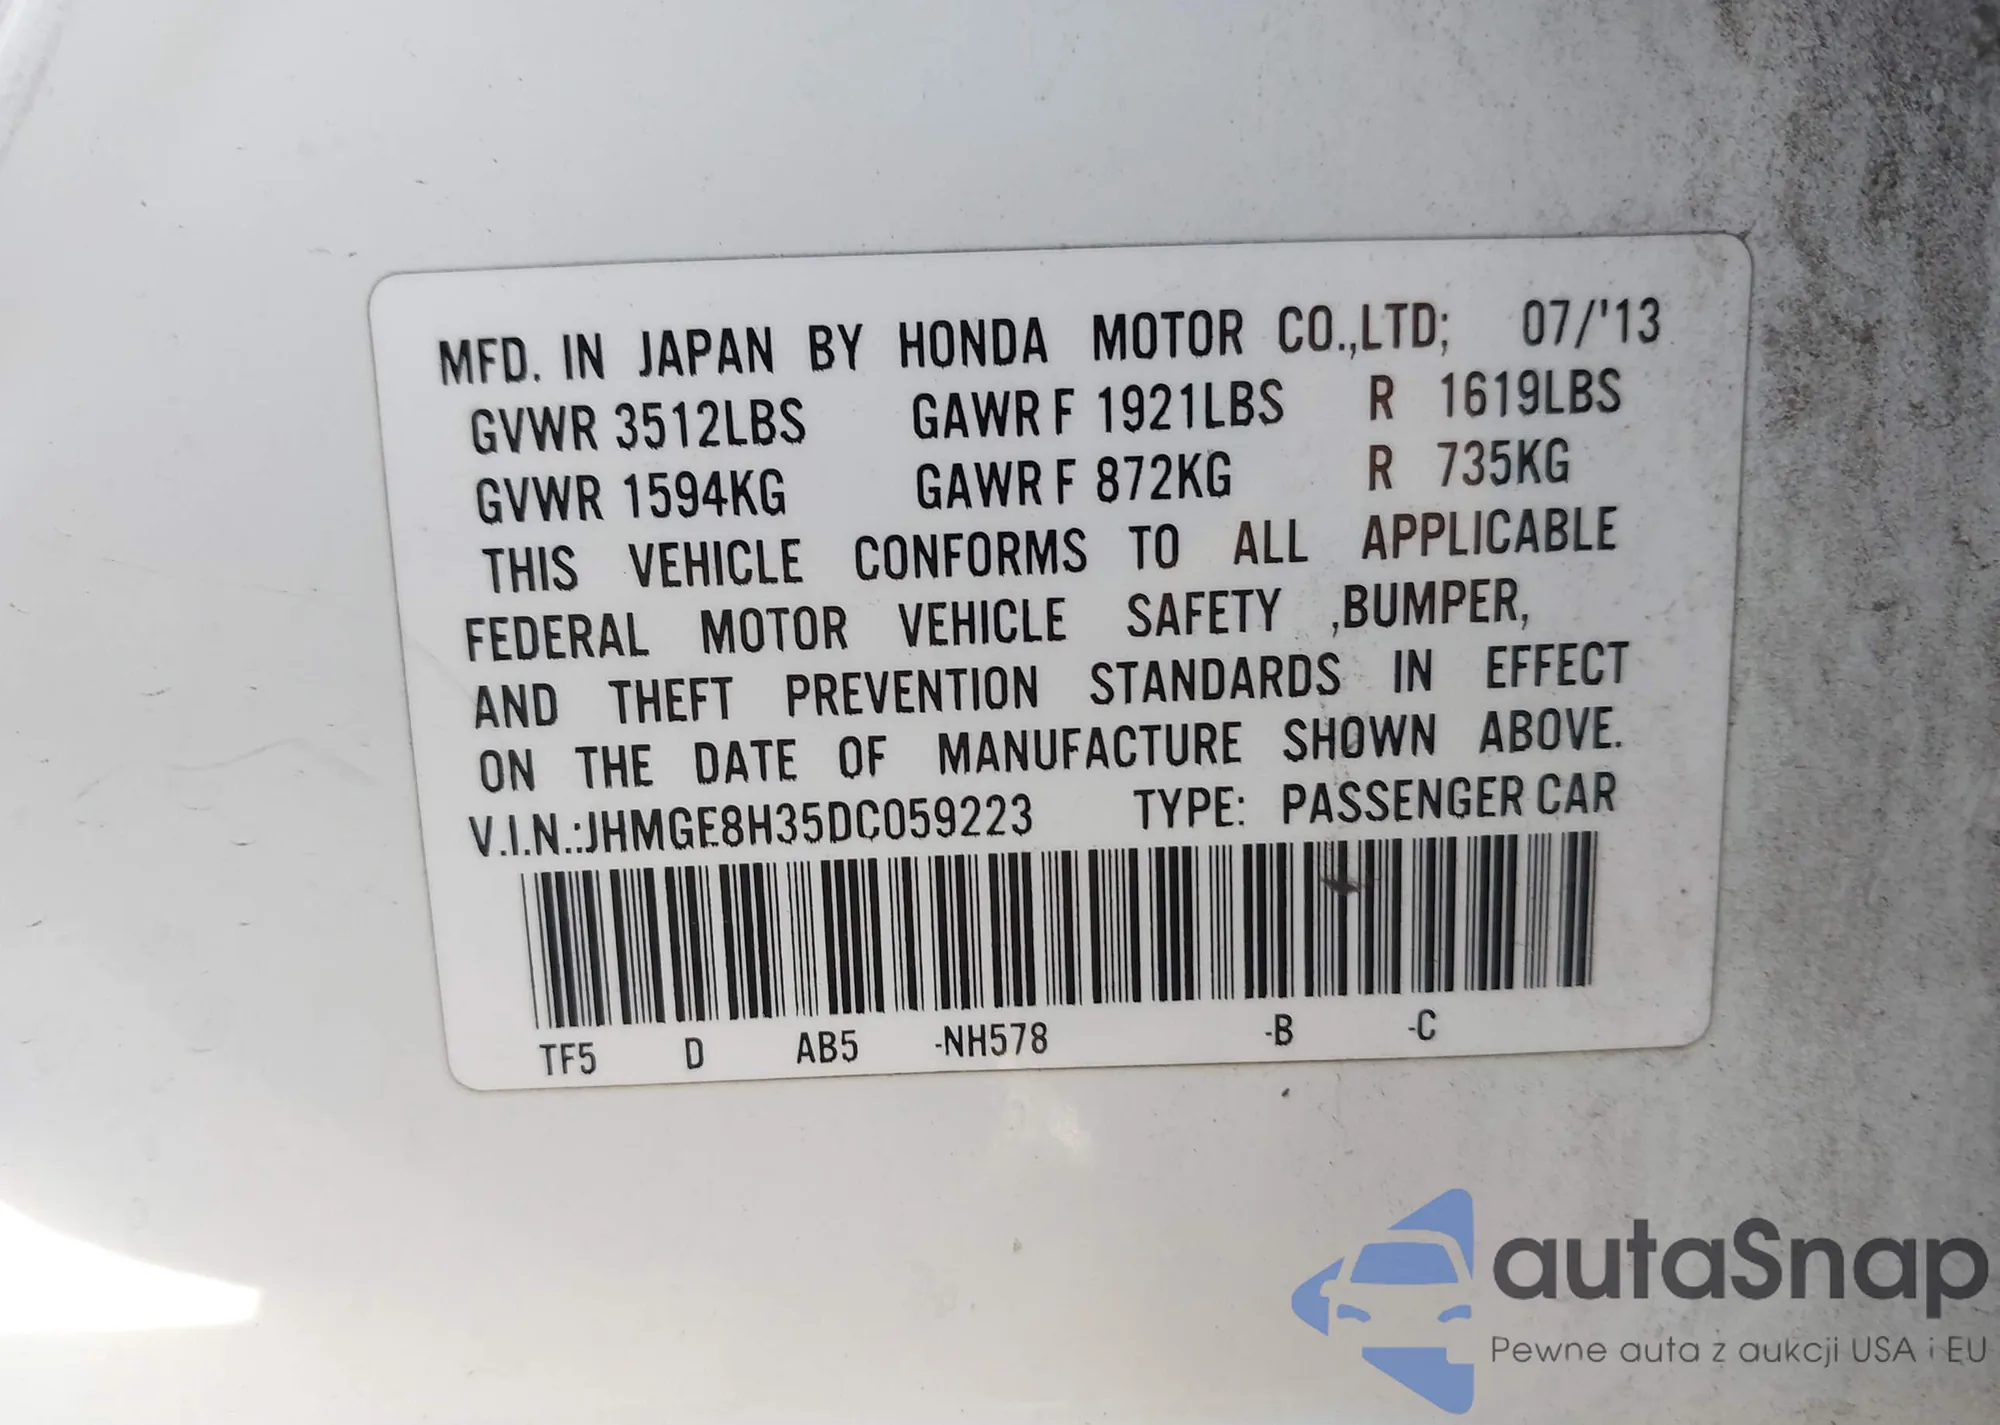 MFD. IN JAPAN BY HONDA MOTOR CO.,LTD; 07/'13
GVWR 3512LBS GAWR F 1921LBS R 1619LBS
GVWR 1594KG GAWR F 872KG R 735KG
THIS VEHICLE CONFORMS TO ALL APPLICABLE
FEDERAL MOTOR VEHICLE SAFETY ,BUMPER,
AND THEFT PREVENTION STANDARDS IN EFFECT
ON THE DATE OF MANUFACTURE SHOWN ABOVE.
V.I.N.:JHMGE8H35DC059223 TYPE: PASSENGER CAR
TF5 D AB5 -NH578 -B -C
autaSnap
Pewne auta z aukcji USA i EU